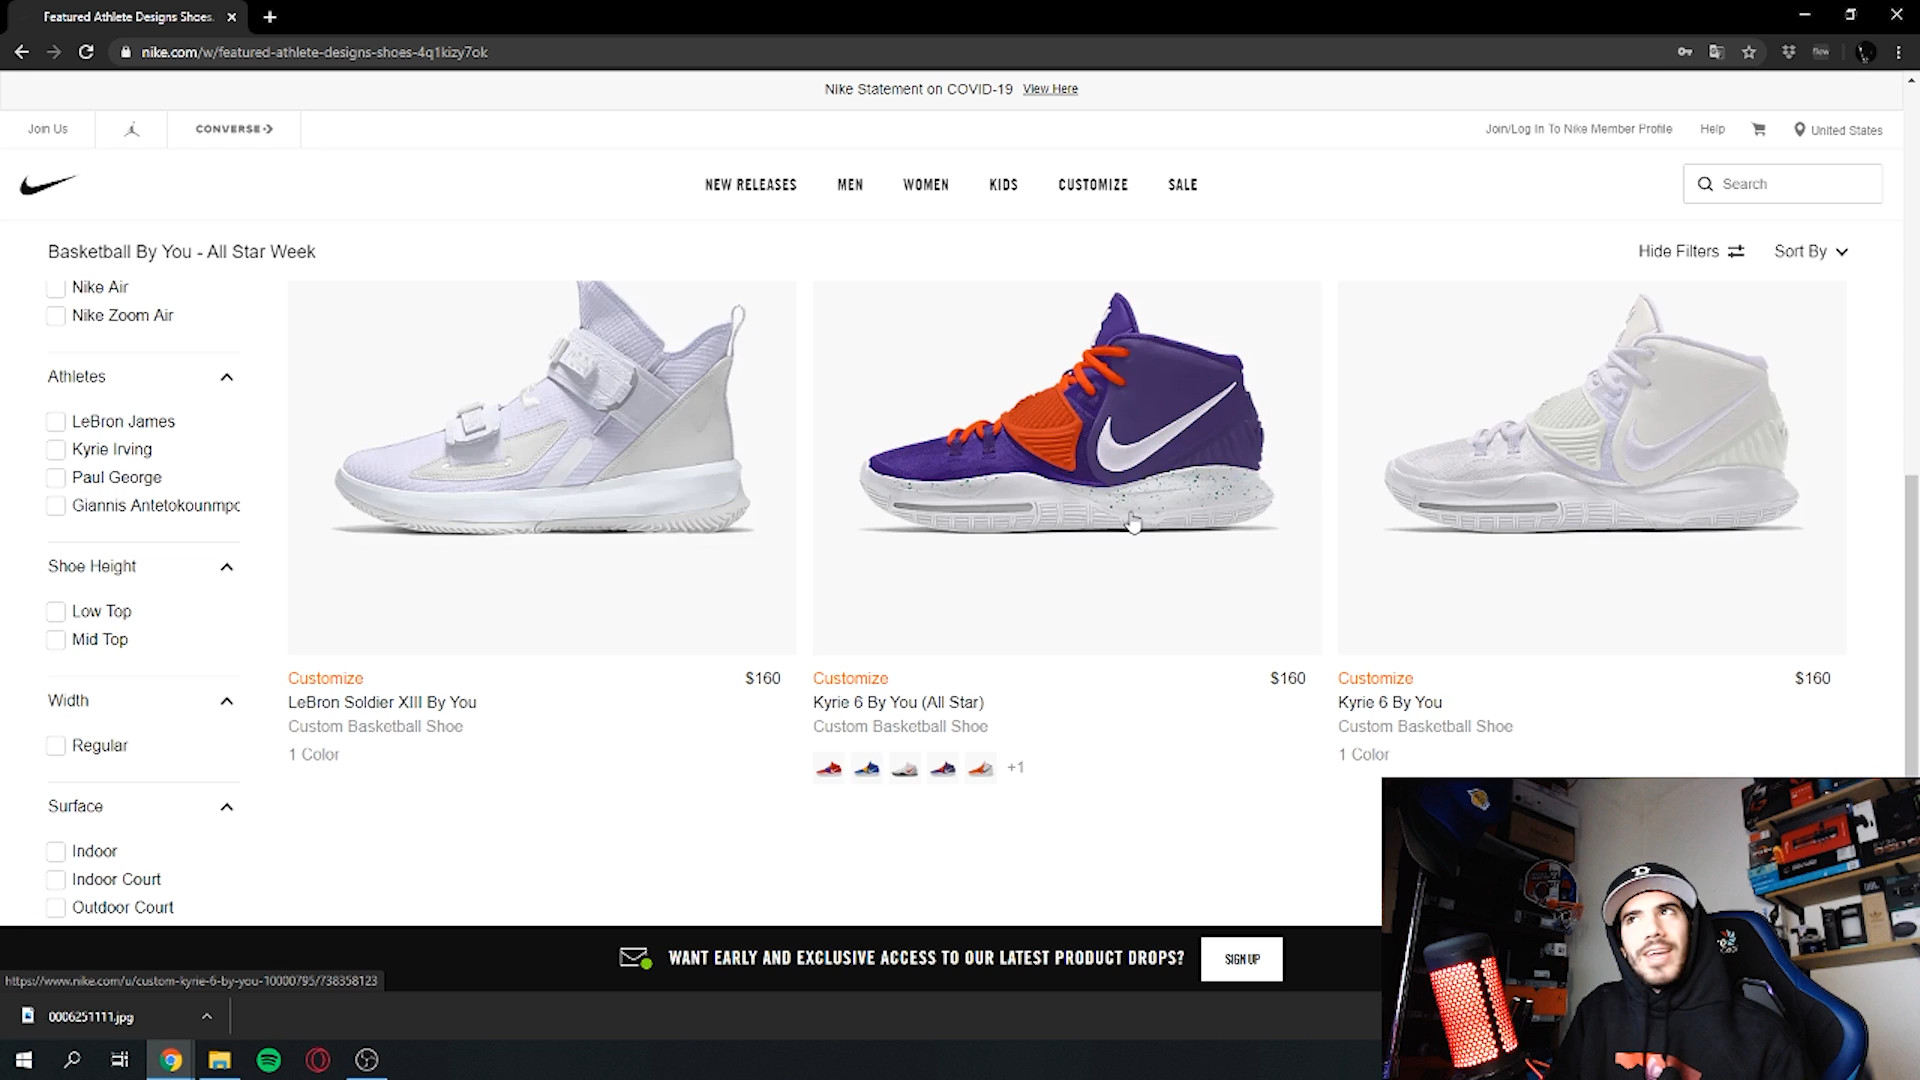 Featured Athlete Designs Shoes.
nike.com/w/featured-athlete-designs-shoes-4q1kizy7ok
Nike Statement on COVID-19 View Here
Join Us
CONVERSE
Join/Log In To Nike Member Profile
Help
United States
NEW RELEASES
MEN
WOMEN
KIDS
CUSTOMIZE
SALE
Search
Basketball By You - All Star Week
Hide Filters
Sort By
Nike Air
Nike Zoom Air
Athletes
LeBron James
Kyrie Irving
Paul George
Giannis Antetokounmpo
Shoe Height
Low Top
Mid Top
Width
Regular
Surface
Indoor
Indoor Court
Outdoor Court
Customize
$160
LeBron Soldier XIII By You
Custom Basketball Shoe
1 Color
Customize
$160
Kyrie 6 By You (All Star)
Custom Basketball Shoe
+1
Customize
$160
Kyrie 6 By You
Custom Basketball Shoe
1 Color
WANT EARLY AND EXCLUSIVE ACCESS TO OUR LATEST PRODUCT DROPS?
SIGN UP
https://www.nike.com/u/custom-kyrie-6-by-you-10000795/738358123
0006251111.jpg